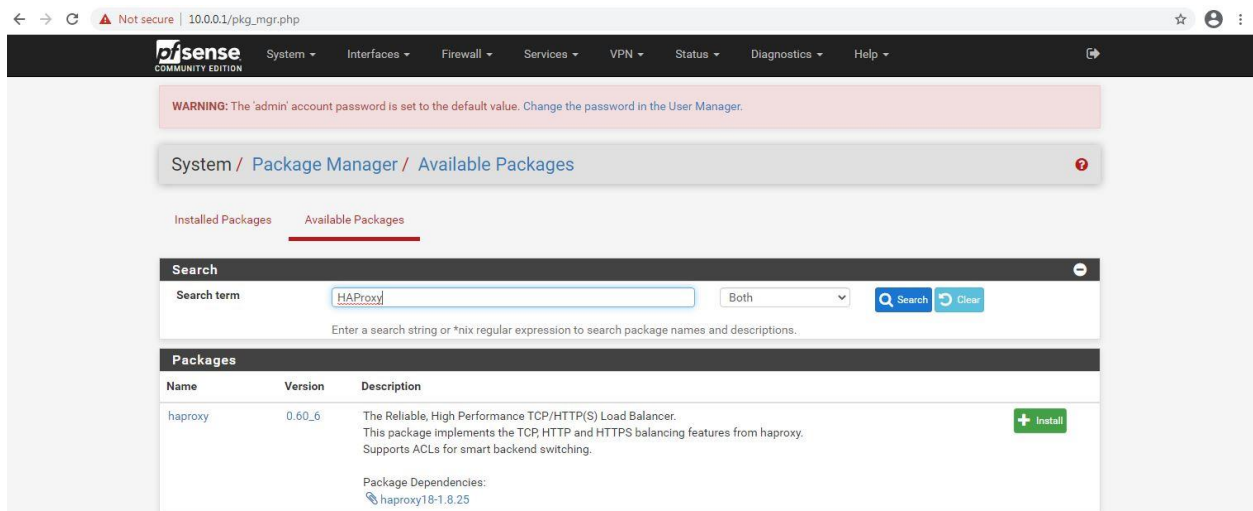 Not secure | 10.0.0.1/pkg_mgr.php
pfsense System Interfaces Firewall Services VPN Status Diagnostics Help
COMMUNITY EDITION
WARNING: The 'admin' account password is set to the default value. Change the password in the User Manager.
System / Package Manager / Available Packages
Installed Packages Available Packages
Search
Search term HAProxy Both Search Clear
Enter a search string or *nix regular expression to search package names and descriptions.
Packages
Name Version Description
haproxy 0.60_6 The Reliable, High Performance TCP/HTTP(S) Load Balancer. Install
This package implements the TCP, HTTP and HTTPS balancing features from haproxy.
Supports ACLs for smart backend switching.
Package Dependencies:
haproxy18-1.8.25